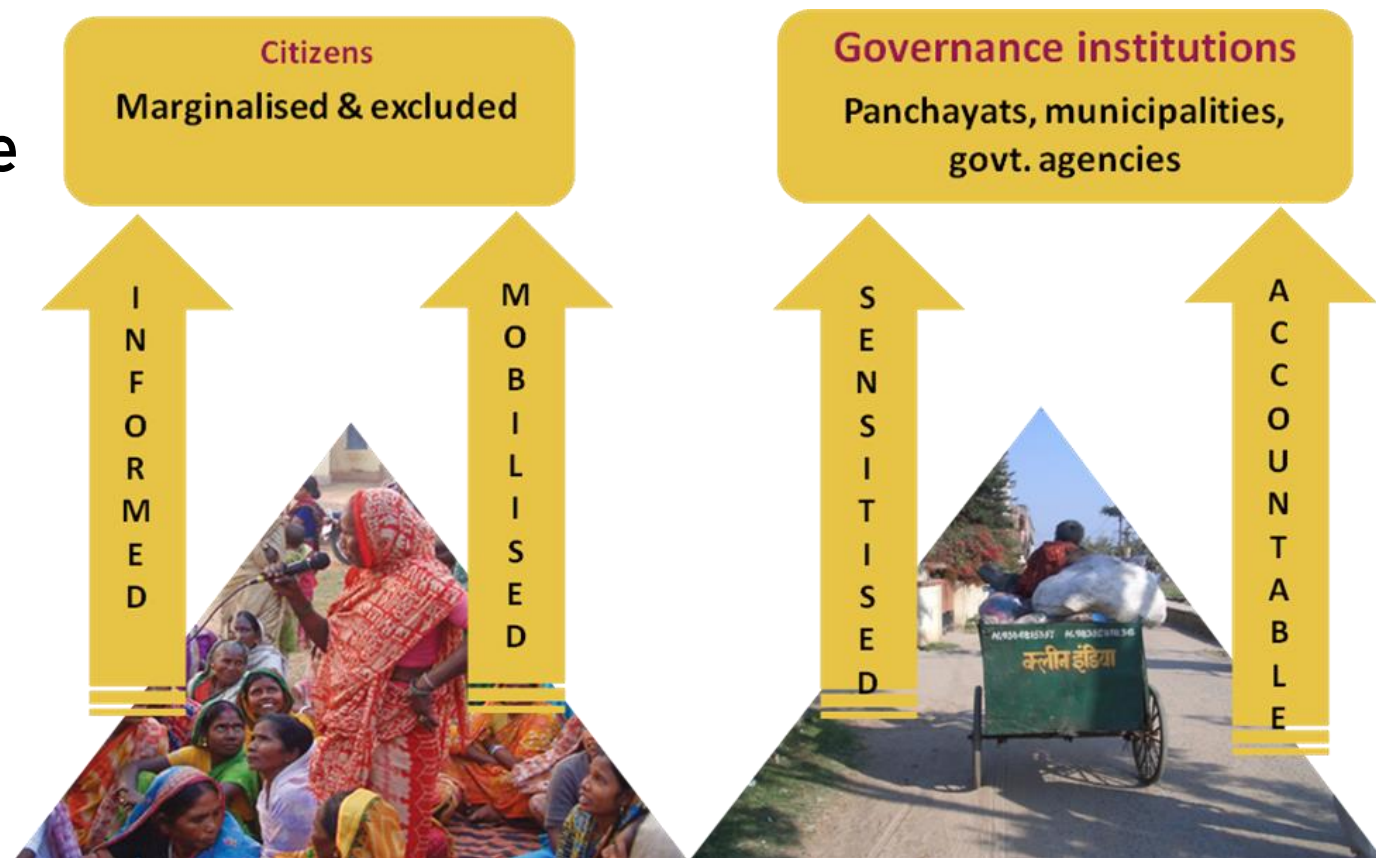 Citizens
Marginalised & excluded
Governance institutions
Panchayats, municipalities,
govt. agencies
e
INFORMED
MOBILISED
SENSITISED
ACCOUNTABLE
क्लीन इंडिया